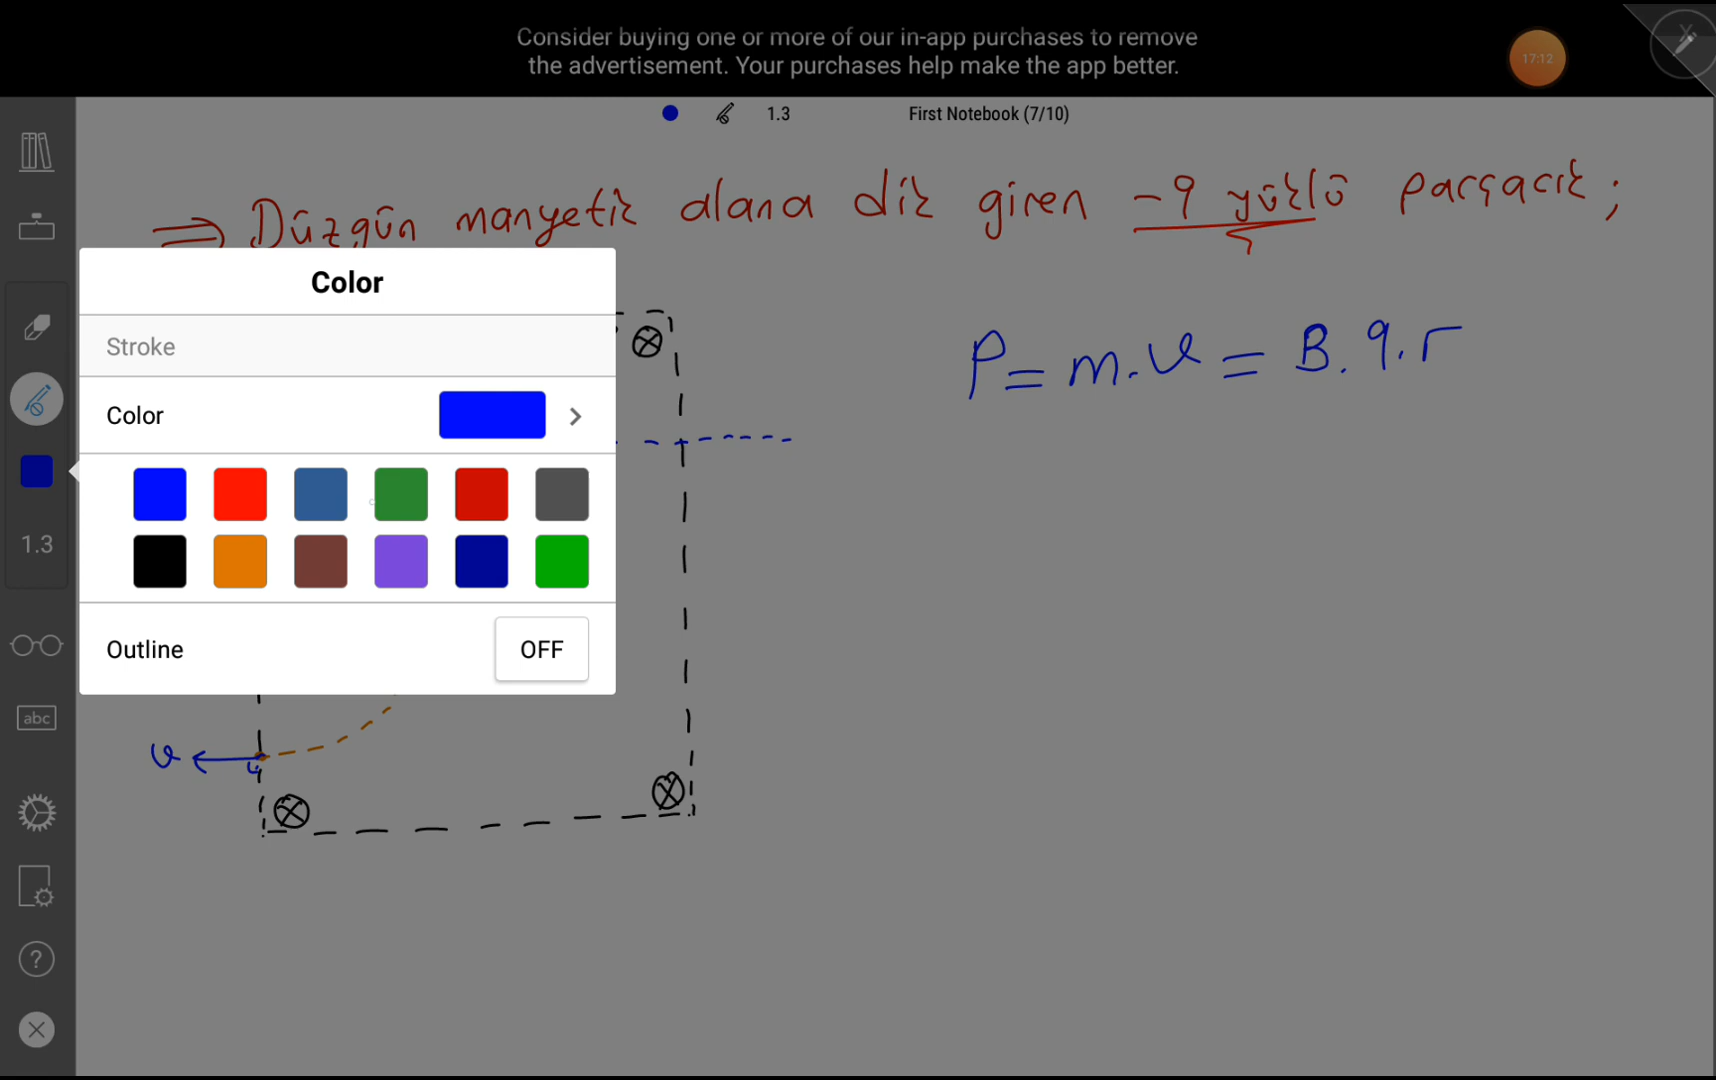 Consider buying one or more of our in-app purchases to remove
the advertisement. Your purchases help make the app better.
17:12
X
1.3 First Notebook (7/10)
⇒ Düzgün manyetik alana dik giren -q yüklü parçacık;
Color
Stroke
Color
P = m.v = B.q.r
1.3
Outline OFF
abc
v
?